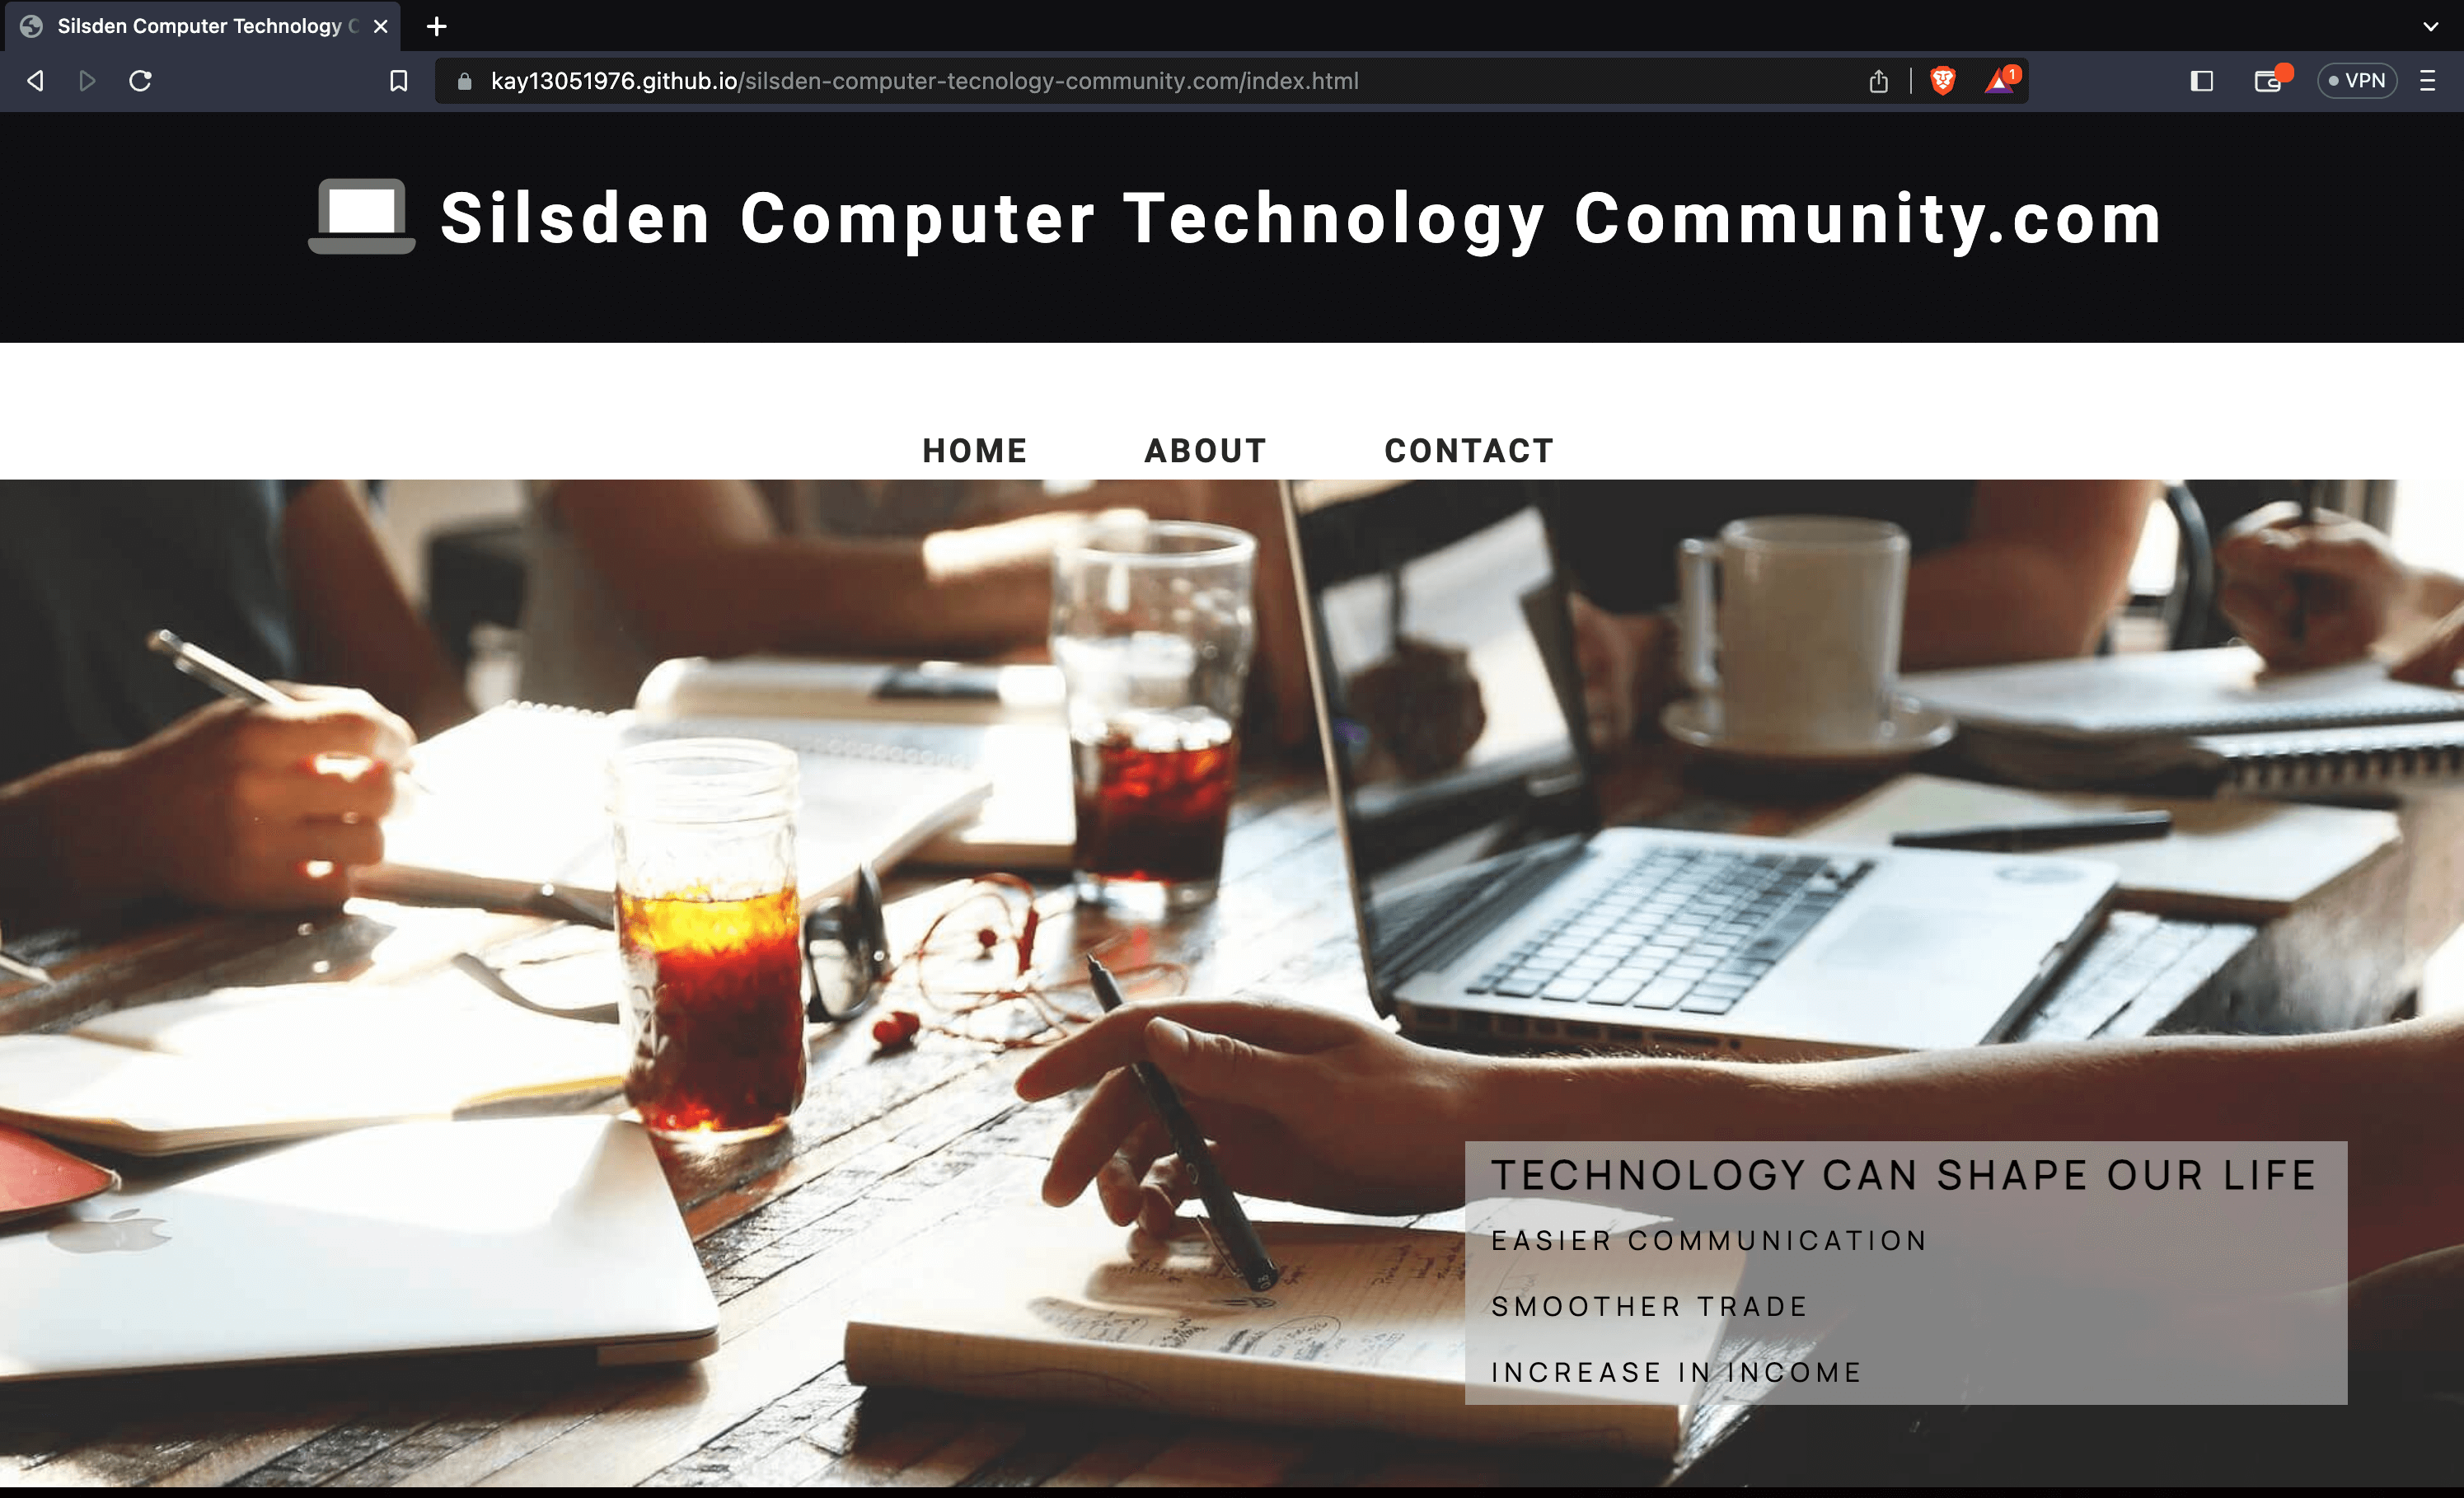 Silsden Computer Technology C
kay13051976.github.io/silsden-computer-tecnology-community.com/index.html
1
VPN
Silsden Computer Technology Community.com
HOME ABOUT CONTACT
TECHNOLOGY CAN SHAPE OUR LIFE
EASIER COMMUNICATION
SMOOTHER TRADE
INCREASE IN INCOME